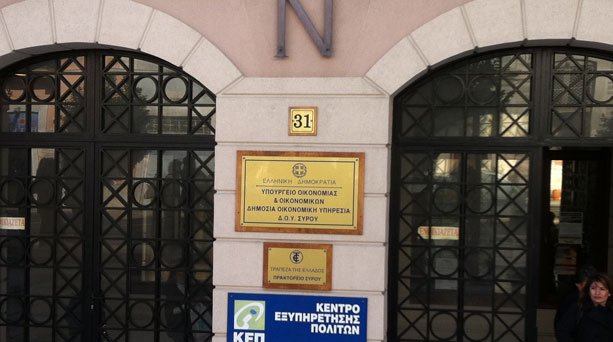 N
31
ΕΛΛΗΝΙΚΗ ΔΗΜΟΚΡΑΤΙΑ
ΥΠΟΥΡΓΕΙΟ ΟΙΚΟΝΟΜΙΑΣ
& ΟΙΚΟΝΟΜΙΚΩΝ
ΔΗΜΟΣΙΑ ΟΙΚΟΝΟΜΙΚΗ ΥΠΗΡΕΣΙΑ
Δ.Ο.Υ. ΣΥΡΟΥ
ΤΡΑΠΕΖΑ ΤΗΣ ΕΛΛΑΔΟΣ
ΠΡΑΚΤΟΡΕΙΟ ΣΥΡΟΥ
ΚΕΠ
ΚΕΝΤΡΟ
ΕΞΥΠΗΡΕΤΗΣΗΣ
ΠΟΛΙΤΩΝ